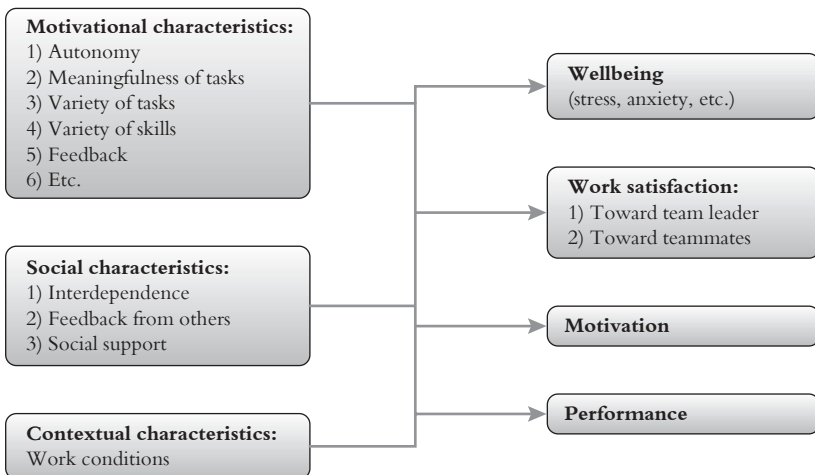 Motivational characteristics:
1) Autonomy
2) Meaningfulness of tasks
3) Variety of tasks
4) Variety of skills
5) Feedback
6) Etc.
Social characteristics:
1) Interdependence
2) Feedback from others
3) Social support
Contextual characteristics:
Work conditions
Wellbeing
(stress, anxiety, etc.)
Work satisfaction:
1) Toward team leader
2) Toward teammates
Motivation
Performance